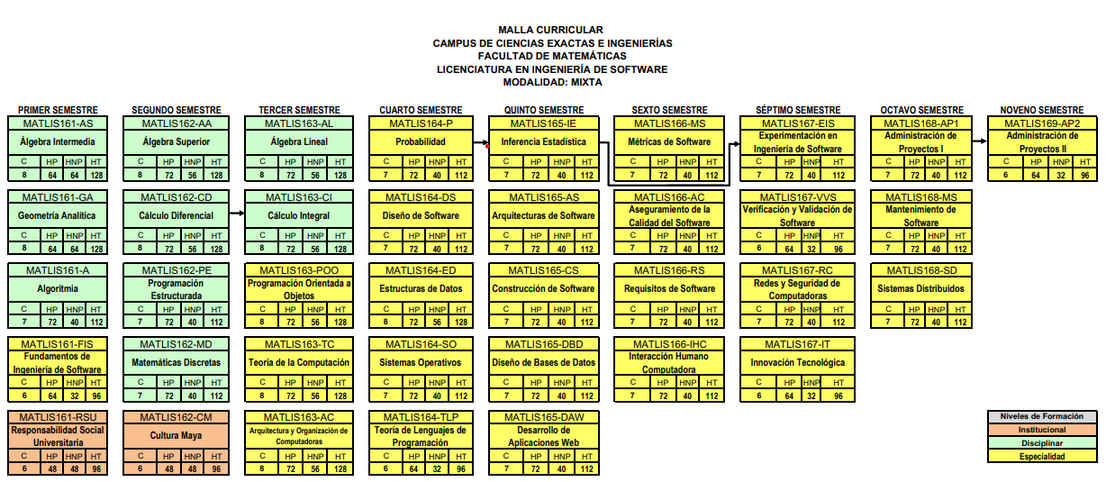 MALLA CURRICULAR
CAMPUS DE CIENCIAS EXACTAS E INGENIERÍAS
FACULTAD DE MATEMÁTICAS
LICENCIATURA EN INGENIERÍA DE SOFTWARE
MODALIDAD: MIXTA
PRIMER SEMESTRE
MATLIS161-AS
Álgebra Intermedia
C HP HNP HT
8 64 64 128
MATLIS161-GA
Geometría Analítica
C HP HNP HT
8 64 64 128
MATLIS161-A
Algoritmia
C HP HNP HT
7 72 40 112
MATLIS161-FIS
Fundamentos de
Ingeniería de Software
C HP HNP HT
6 64 32 96
MATLIS161-RSU
Responsabilidad Social
Universitaria
C HP HNP HT
6 48 48 96
SEGUNDO SEMESTRE
MATLIS162-AA
Álgebra Superior
C HP HNP HT
8 72 56 128
MATLIS162-CD
Cálculo Diferencial
C HP HNP HT
8 72 56 128
MATLIS162-PE
Programación
Estructurada
C HP HNP HT
7 72 40 112
MATLIS162-MD
Matemáticas Discretas
C HP HNP HT
7 72 40 112
MATLIS162-CM
Cultura Maya
C HP HNP HT
6 48 48 96
TERCER SEMESTRE
MATLIS163-AL
Álgebra Lineal
C HP HNP HT
8 72 56 128
MATLIS163-CI
Cálculo Integral
C HP HNP HT
8 72 56 128
MATLIS163-POO
Programación Orientada a
Objetos
C HP HNP HT
8 72 56 128
MATLIS163-TC
Teoría de la Computación
C HP HNP HT
8 72 56 128
MATLIS163-AC
Arquitectura y Organización de
Computadoras
C HP HNP HT
8 72 56 128
CUARTO SEMESTRE
MATLIS164-P
Probabilidad
C HP HNP HT
7 72 40 112
MATLIS164-DS
Diseño de Software
C HP HNP HT
7 72 40 112
MATLIS164-ED
Estructuras de Datos
C HP HNP HT
8 72 56 128
MATLIS164-SO
Sistemas Operativos
C HP HNP HT
7 72 40 112
MATLIS164-TLP
Teoría de Lenguajes de
Programación
C HP HNP HT
6 64 32 96
QUINTO SEMESTRE
MATLIS165-IE
Inferencia Estadística
C HP HNP HT
7 72 40 112
MATLIS165-AS
Arquitecturas de Software
C HP HNP HT
7 72 40 112
MATLIS165-CS
Construcción de Software
C HP HNP HT
7 72 40 112
MATLIS165-DBD
Diseño de Bases de Datos
C HP HNP HT
7 72 40 112
MATLIS165-DAW
Desarrollo de
Aplicaciones Web
C HP HNP HT
7 72 40 112
SEXTO SEMESTRE
MATLIS166-MS
Métricas de Software
C HP HNP HT
7 72 40 112
MATLIS166-AC
Aseguramiento de la
Calidad del Software
C HP HNP HT
7 72 40 112
MATLIS166-RS
Requisitos de Software
C HP HNP HT
7 72 40 112
MATLIS166-IHC
Interacción Humano
Computadora
C HP HNP HT
7 72 40 112
SÉPTIMO SEMESTRE
MATLIS167-EIS
Experimentación en
Ingeniería de Software
C HP HNP HT
7 72 40 112
MATLIS167-VVS
Verificación y Validación de
Software
C HP HNP HT
6 64 32 96
MATLIS167-RC
Redes y Seguridad de
Computadoras
C HP HNP HT
7 72 40 112
MATLIS167-IT
Innovación Tecnológica
C HP HNP HT
7 72 40 112
OCTAVO SEMESTRE
MATLIS168-AP1
Administración de
Proyectos I
C HP HNP HT
7 72 40 112
MATLIS168-MS
Mantenimiento de
Software
C HP HNP HT
7 72 40 112
MATLIS168-SD
Sistemas Distribuidos
C HP HNP HT
7 72 40 112
NOVENO SEMESTRE
MATLIS169-AP2
Administración de
Proyectos II
C HP HNP HT
6 64 32 96
Niveles de Formación
Institucional
Disciplinar
Especialidad